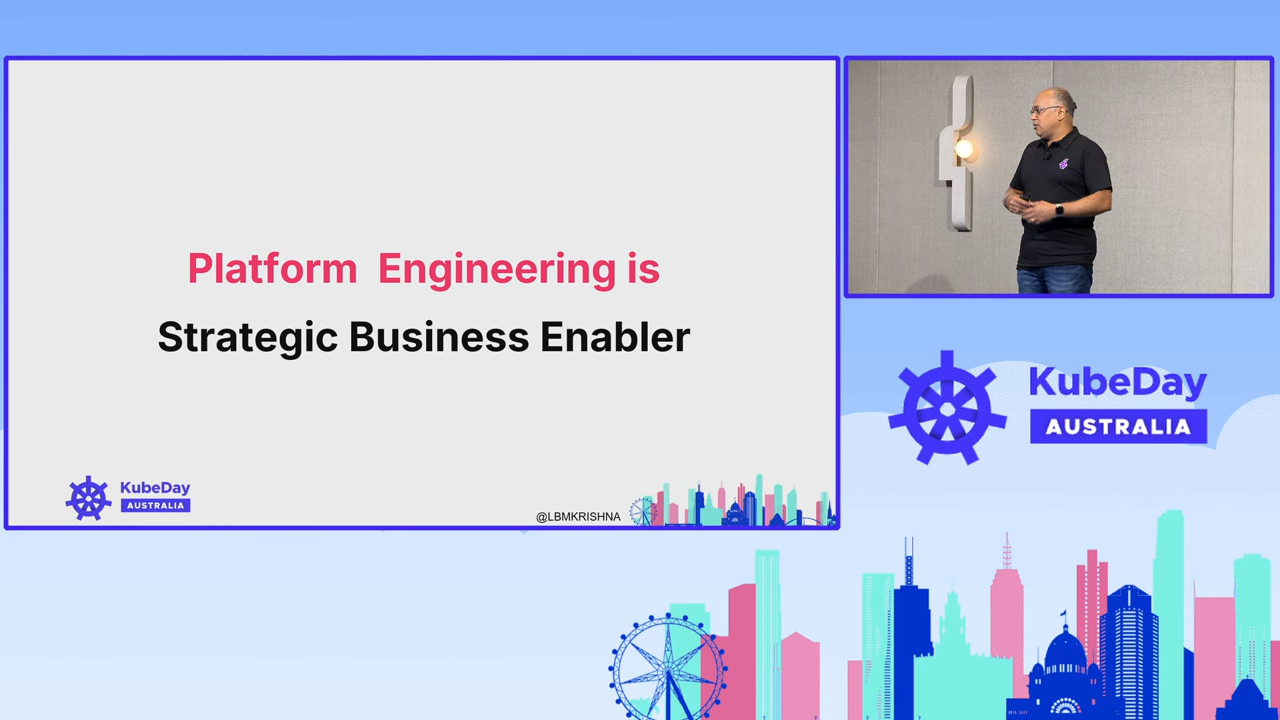 Platform Engineering is
Strategic Business Enabler
KubeDay
AUSTRALIA
@LBMKRISHNA
KubeDay
AUSTRALIA